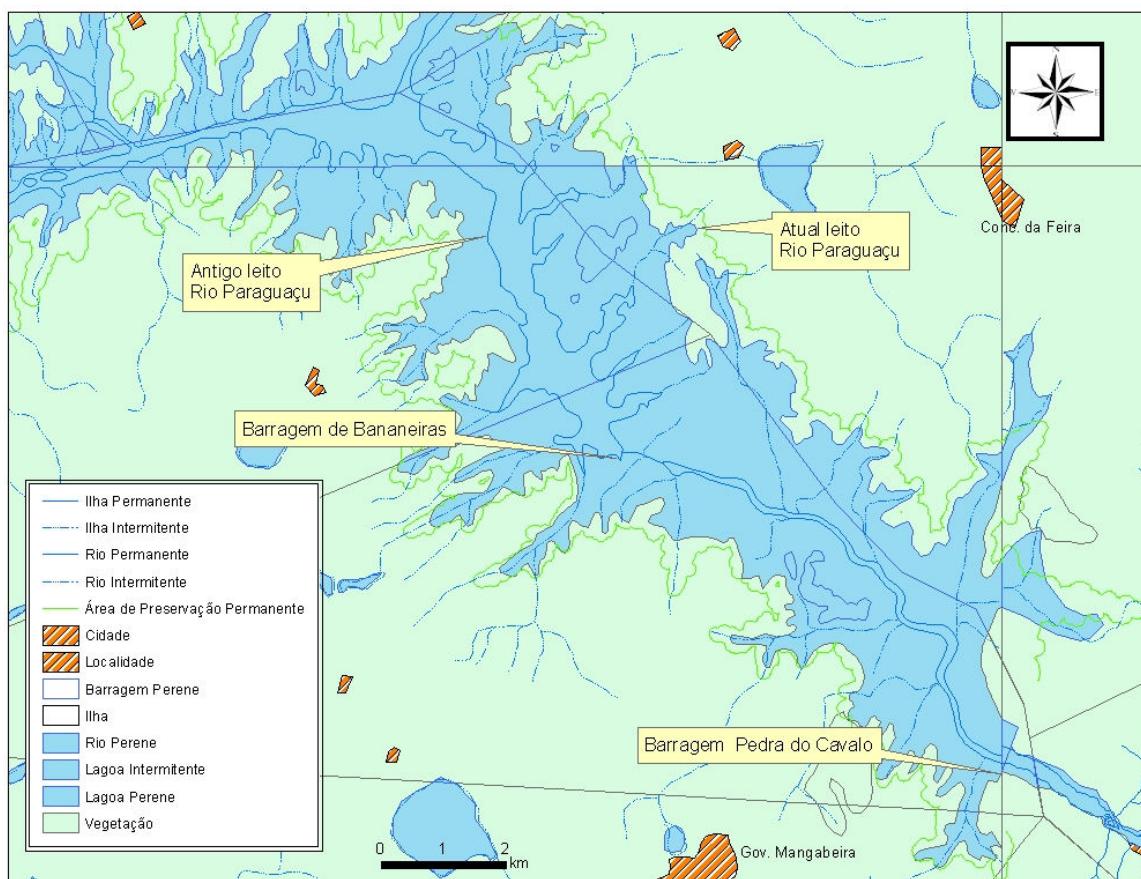 N
V
E
S
Conc. da Feira
Atual leito
Rio Paraguaçu
Antigo leito
Rio Paraguaçu
Barragem de Bananeiras
Ilha Permanente
Ilha Intermitente
Rio Permanente
Rio Intermitente
Área de Preservação Permanente
Cidade
Localidade
Barragem Perene
Ilha
Rio Perene
Lagoa Intermitente
Lagoa Perene
Vegetação
Barragem Pedra do Cavalo
0 1 2
km
Gov. Mangabeira